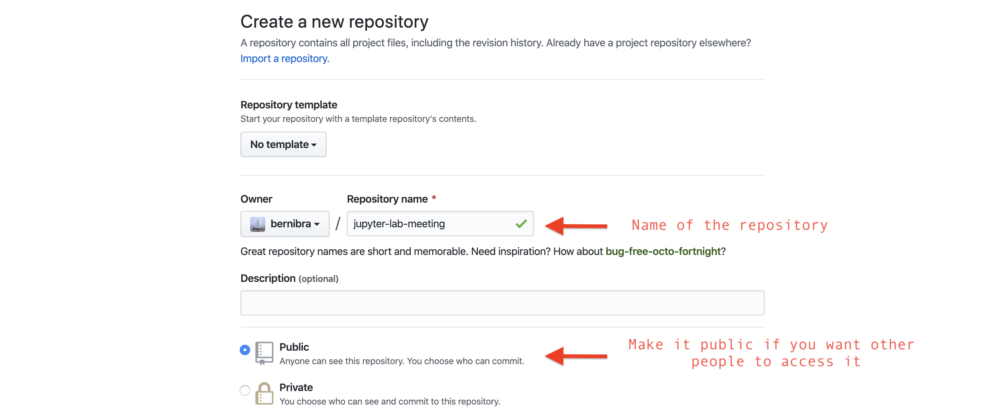 Create a new repository
A repository contains all project files, including the revision history. Already have a project repository elsewhere?
Import a repository.
Repository template
Start your repository with a template repository's contents.
No template
Owner
Repository name *
bernibra / jupyter-lab-meeting
Name of the repository
Great repository names are short and memorable. Need inspiration? How about bug-free-octo-fortnight?
Description (optional)
Public
Anyone can see this repository. You choose who can commit.
Make it public if you want other
people to access it
Private
You choose who can see and commit to this repository.